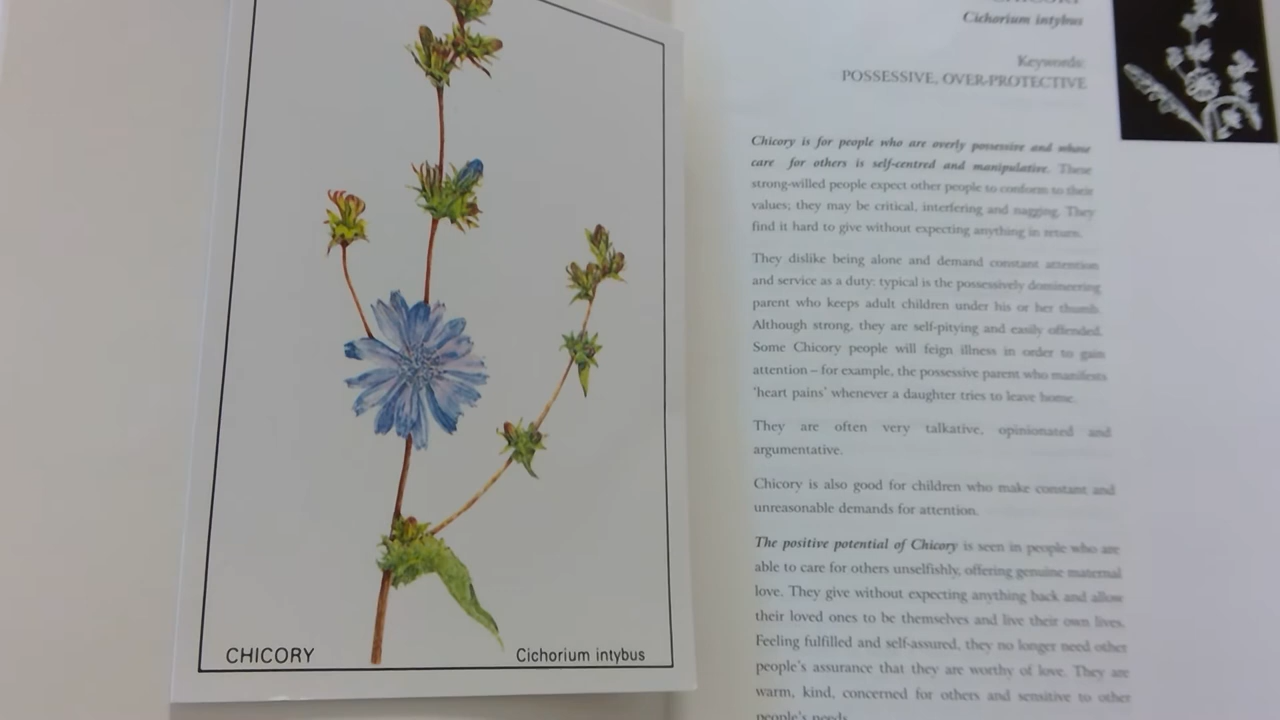 CHICORY
Cichorium intybus
Cichorium intybus
Keywords:
POSSESSIVE, OVER-PROTECTIVE
Chicory is for people who are overly possessive and whose
care for others is self-centred and manipulative. These
strong-willed people expect other people to conform to their
values; they may be critical, interfering and nagging. They
find it hard to give without expecting anything in return.
They dislike being alone and demand constant attention
and service as a duty: typical is the possessively domineering
parent who keeps adult children under his or her thumb.
Although strong, they are self-pitying and easily offended.
Some Chicory people will feign illness in order to gain
attention – for example, the possessive parent who manifests
'heart pains' whenever a daughter tries to leave home.
They are often very talkative, opinionated and
argumentative.
Chicory is also good for children who make constant and
unreasonable demands for attention.
The positive potential of Chicory is seen in people who are
able to care for others unselfishly, offering genuine maternal
love. They give without expecting anything back and allow
their loved ones to be themselves and live their own lives.
Feeling fulfilled and self-assured, they no longer need other
people's assurance that they are worthy of love. They are
warm, kind, concerned for others and sensitive to other
people's needs.